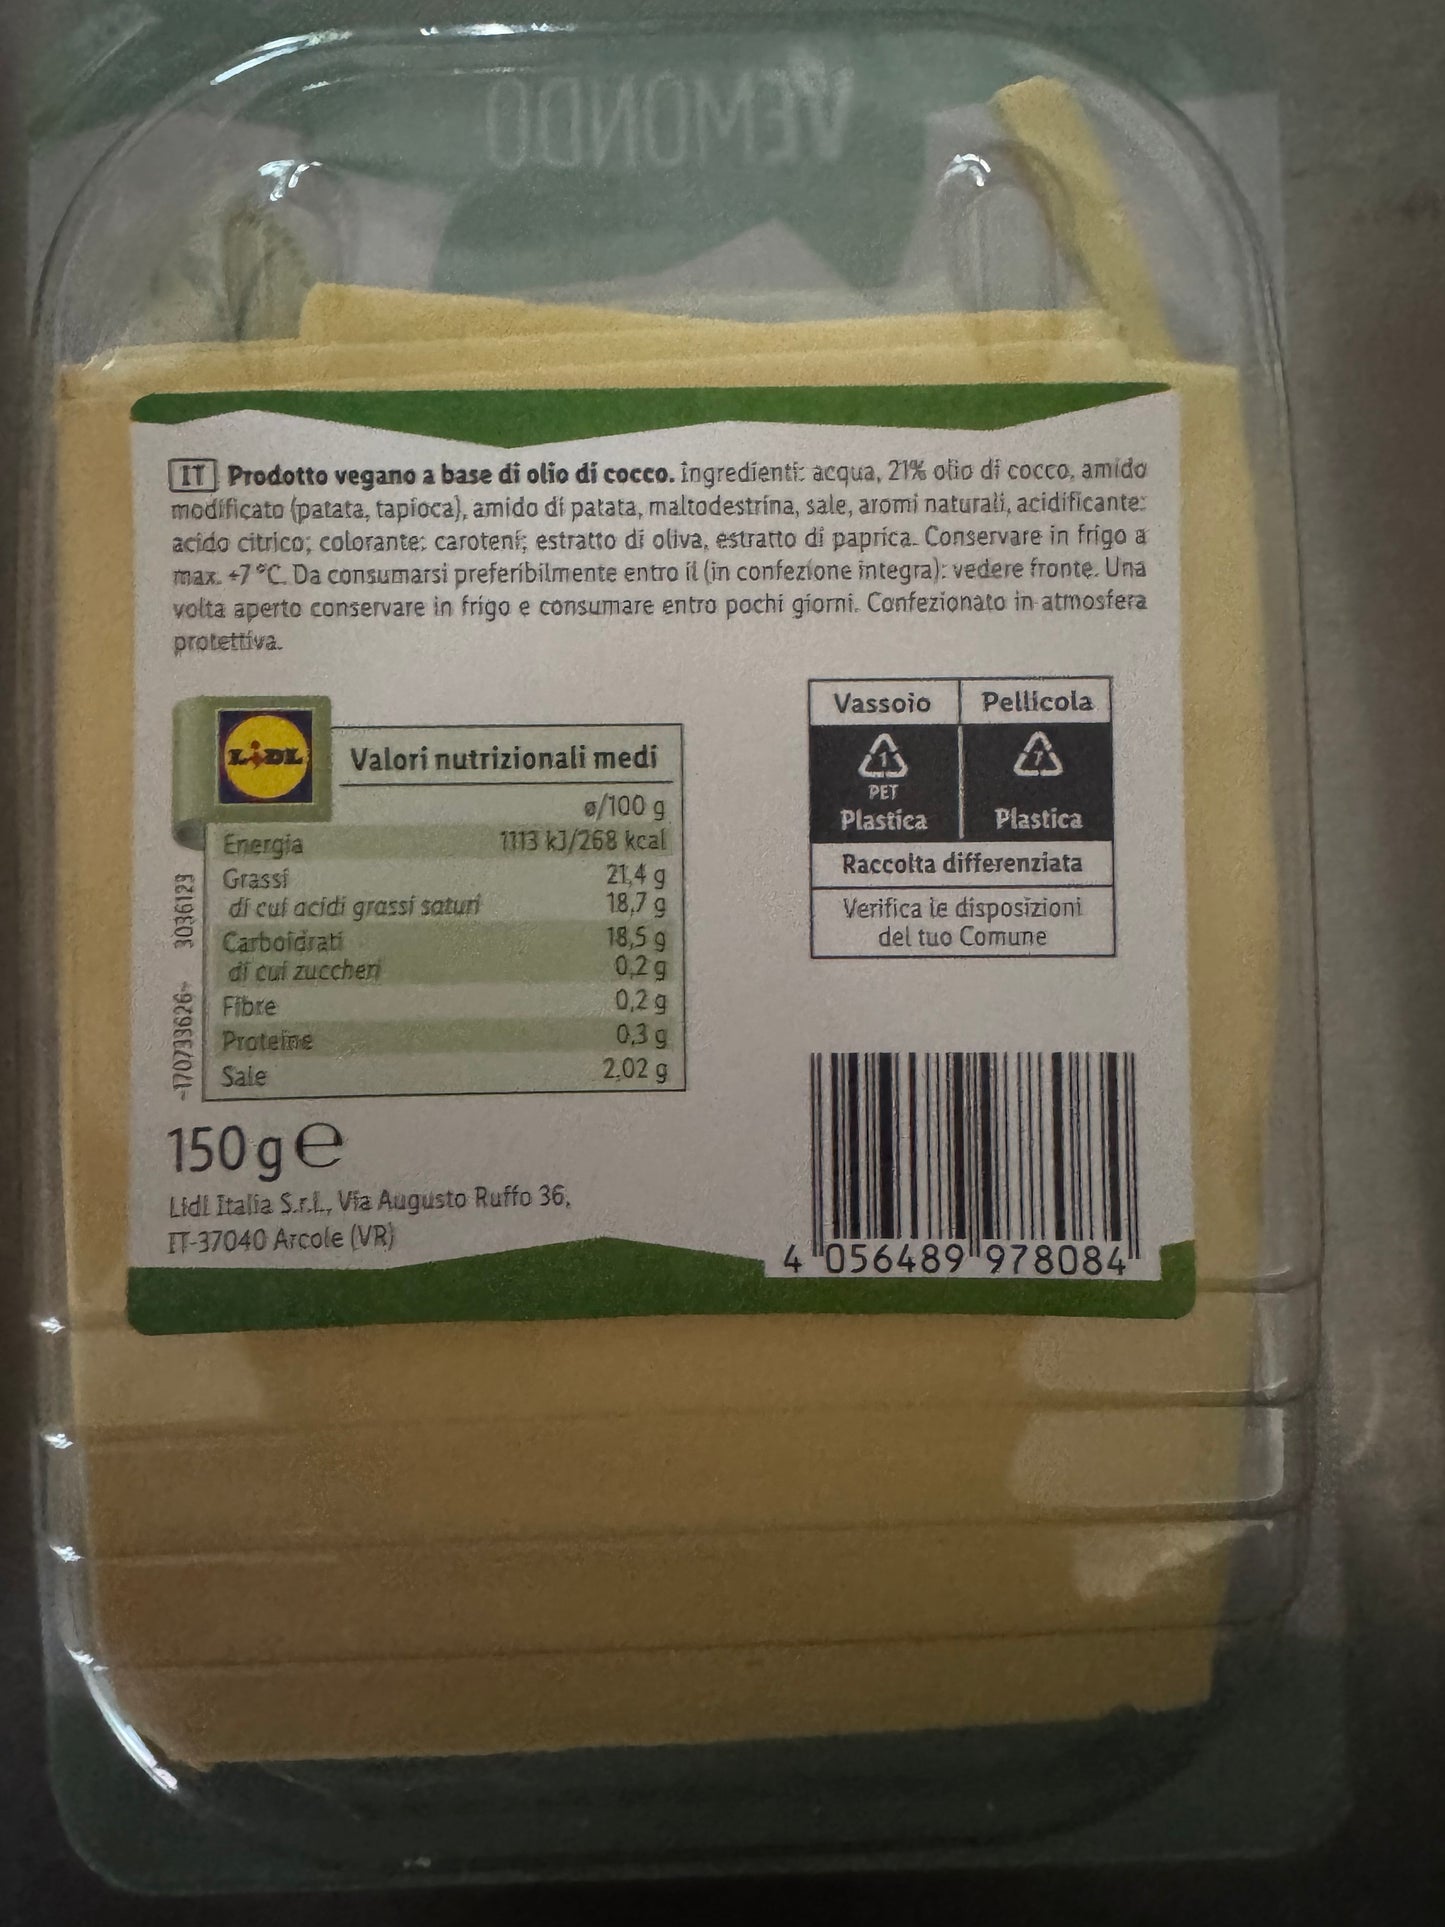 VEMONDO
IT Prodotto vegano a base di olio di cocco. Ingredienti: acqua, 21% olio di cocco, amido
modificato (patata, tapioca), amido di patata, maltodestrina, sale, aromi naturali, acidificante:
acido citrico; colorante: caroteni; estratto di oliva, estratto di paprica. Conservare in frigo a
max. +7 °C. Da consumarsi preferibilmente entro il (in confezione integra): vedere fronte. Una
volta aperto conservare in frigo e consumare entro pochi giorni. Confezionato in atmosfera
protettiva.
LIDL
Valori nutrizionali medi
ø/100 g
Energia 1113 kJ/268 kcal
Grassi 21,4 g
di cui acidi grassi saturi 18,7 g
Carboidrati 18,5 g
di cui zuccheri 0,2 g
Fibre 0,2 g
Proteine 0,3 g
Sale 2,02 g
-170733626- 3036123
Vassoio Pellicola
1 7
PET
Plastica Plastica
Raccolta differenziata
Verifica le disposizioni
del tuo Comune
150 g e
Lidl Italia S.r.l., Via Augusto Ruffo 36,
IT-37040 Arcole (VR)
4 056489 978084